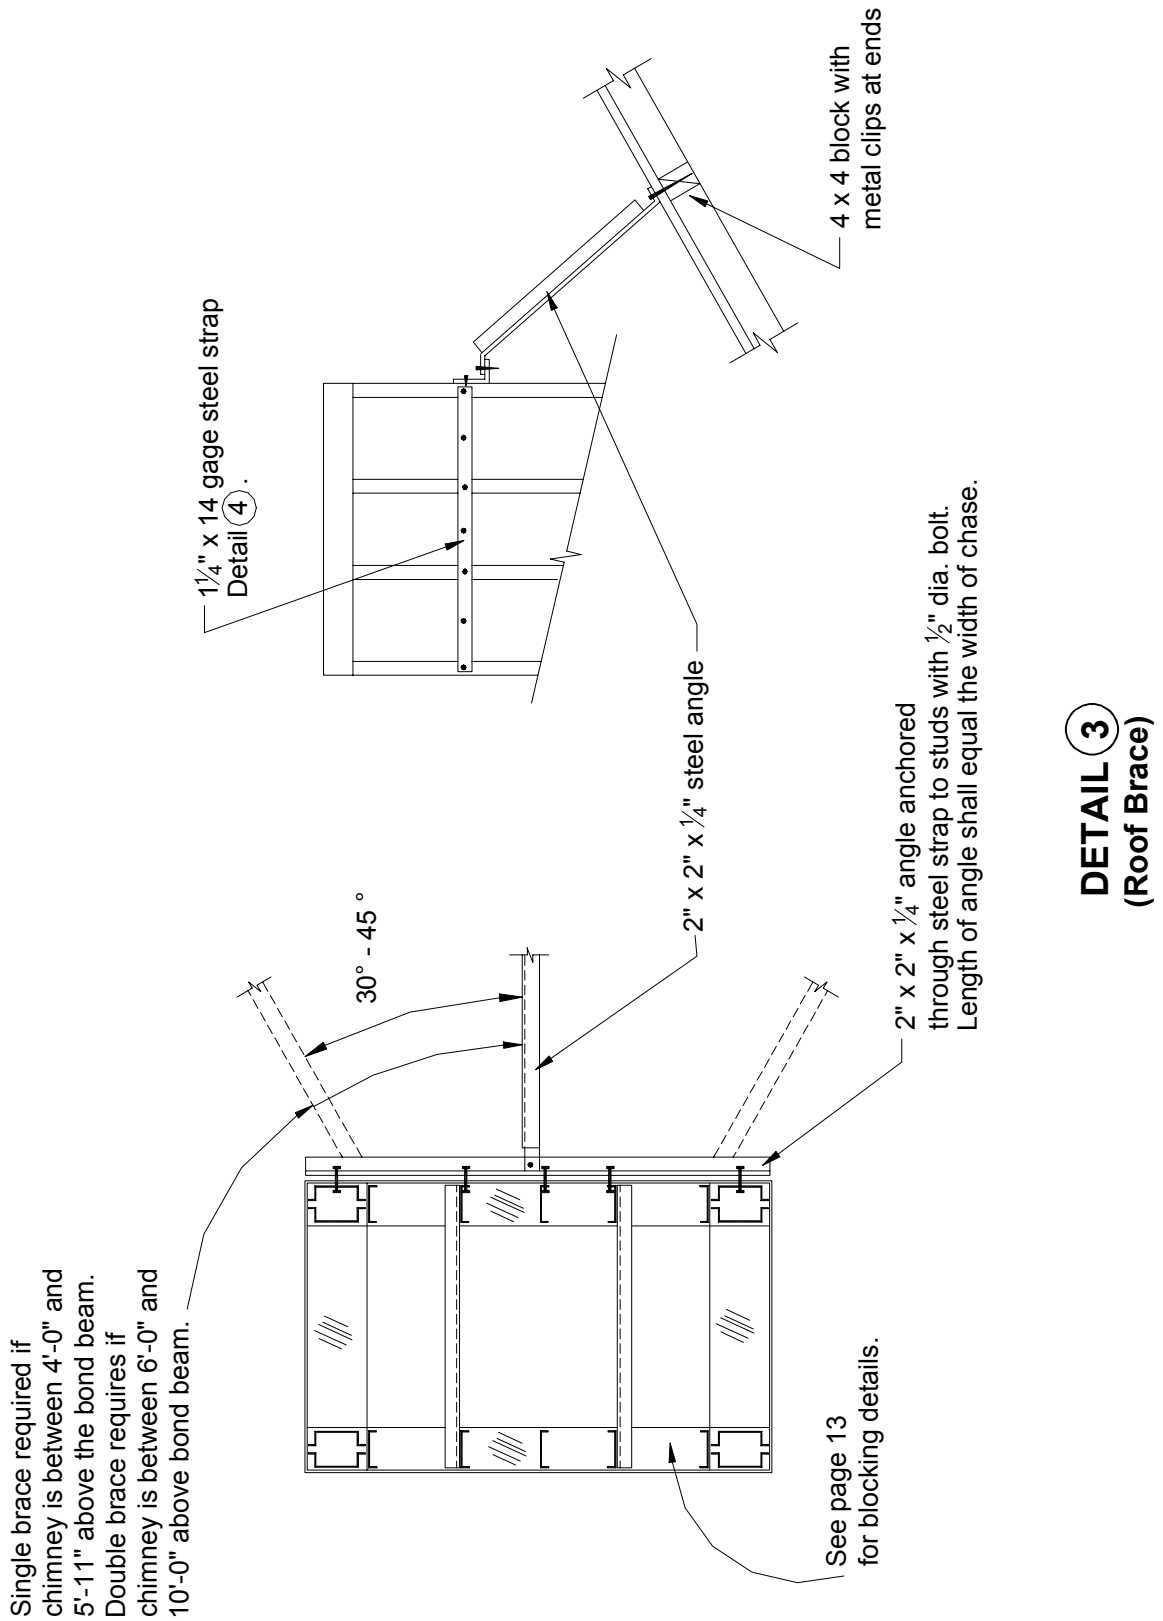 Single brace required if
chimney is between 4'-0" and
5'-11" above the bond beam.
Double brace requires if
chimney is between 6'-0" and
10'-0" above bond beam.
30° - 45 °
1¼" x 14 gage steel strap
Detail 4 .
4 x 4 block with
metal clips at ends
2" x 2" x ¼" steel angle
See page 13
for blocking details.
2" x 2" x ¼" angle anchored
through steel strap to studs with ½" dia. bolt.
Length of angle shall equal the width of chase.
DETAIL 3
(Roof Brace)